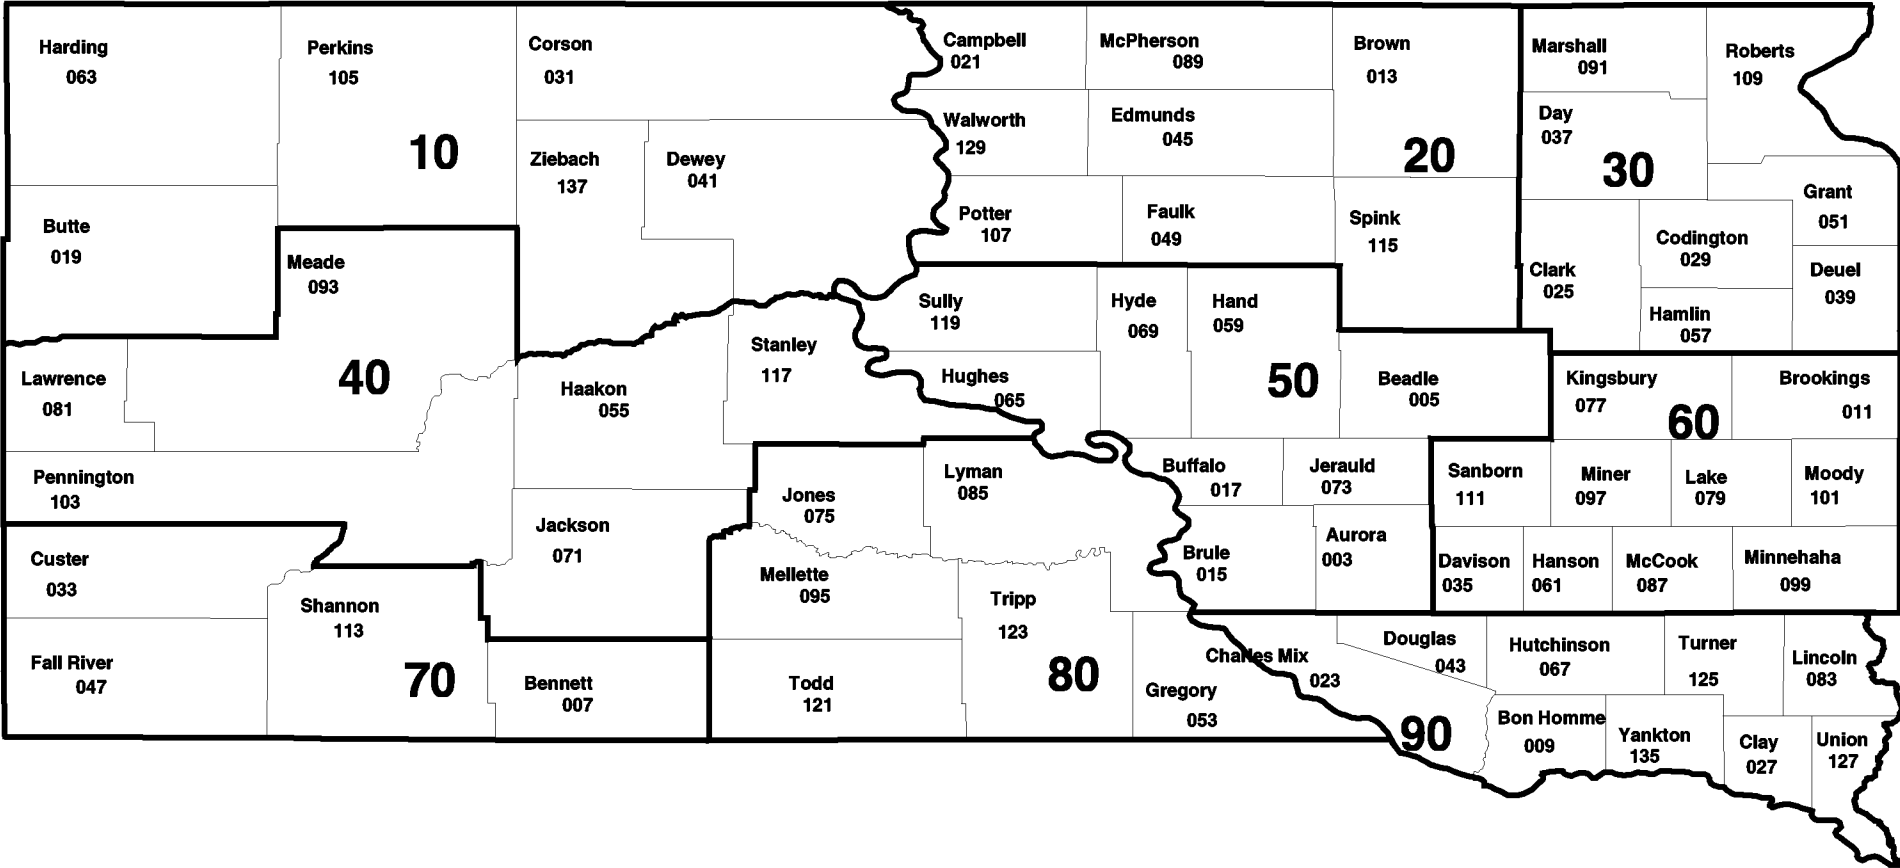 Harding
063
Perkins
105
Corson
031
Campbell
021
McPherson
089
Brown
013
Marshall
091
Roberts
109
10
Ziebach
137
Dewey
041
Walworth
129
Edmunds
045
20
Day
037
30
Butte
019
Potter
107
Faulk
049
Spink
115
Grant
051
Codington
029
Clark
025
Deuel
039
Hamlin
057
Meade
093
Sully
119
Hyde
069
Hand
059
Stanley
117
Lawrence
081
40
Haakon
055
Hughes
065
50
Beadle
005
Kingsbury
077
60
Brookings
011
Pennington
103
Jones
075
Lyman
085
Buffalo
017
Jerauld
073
Sanborn
111
Miner
097
Lake
079
Moody
101
Jackson
071
Custer
033
Brule
015
Aurora
003
Davison
035
Hanson
061
McCook
087
Minnehaha
099
Shannon
113
Mellette
095
Tripp
123
Fall River
047
70
Bennett
007
Todd
121
80
Gregory
053
Charles Mix
023
Douglas
043
Hutchinson
067
Turner
125
Lincoln
083
90
Bon Homme
009
Yankton
135
Clay
027
Union
127